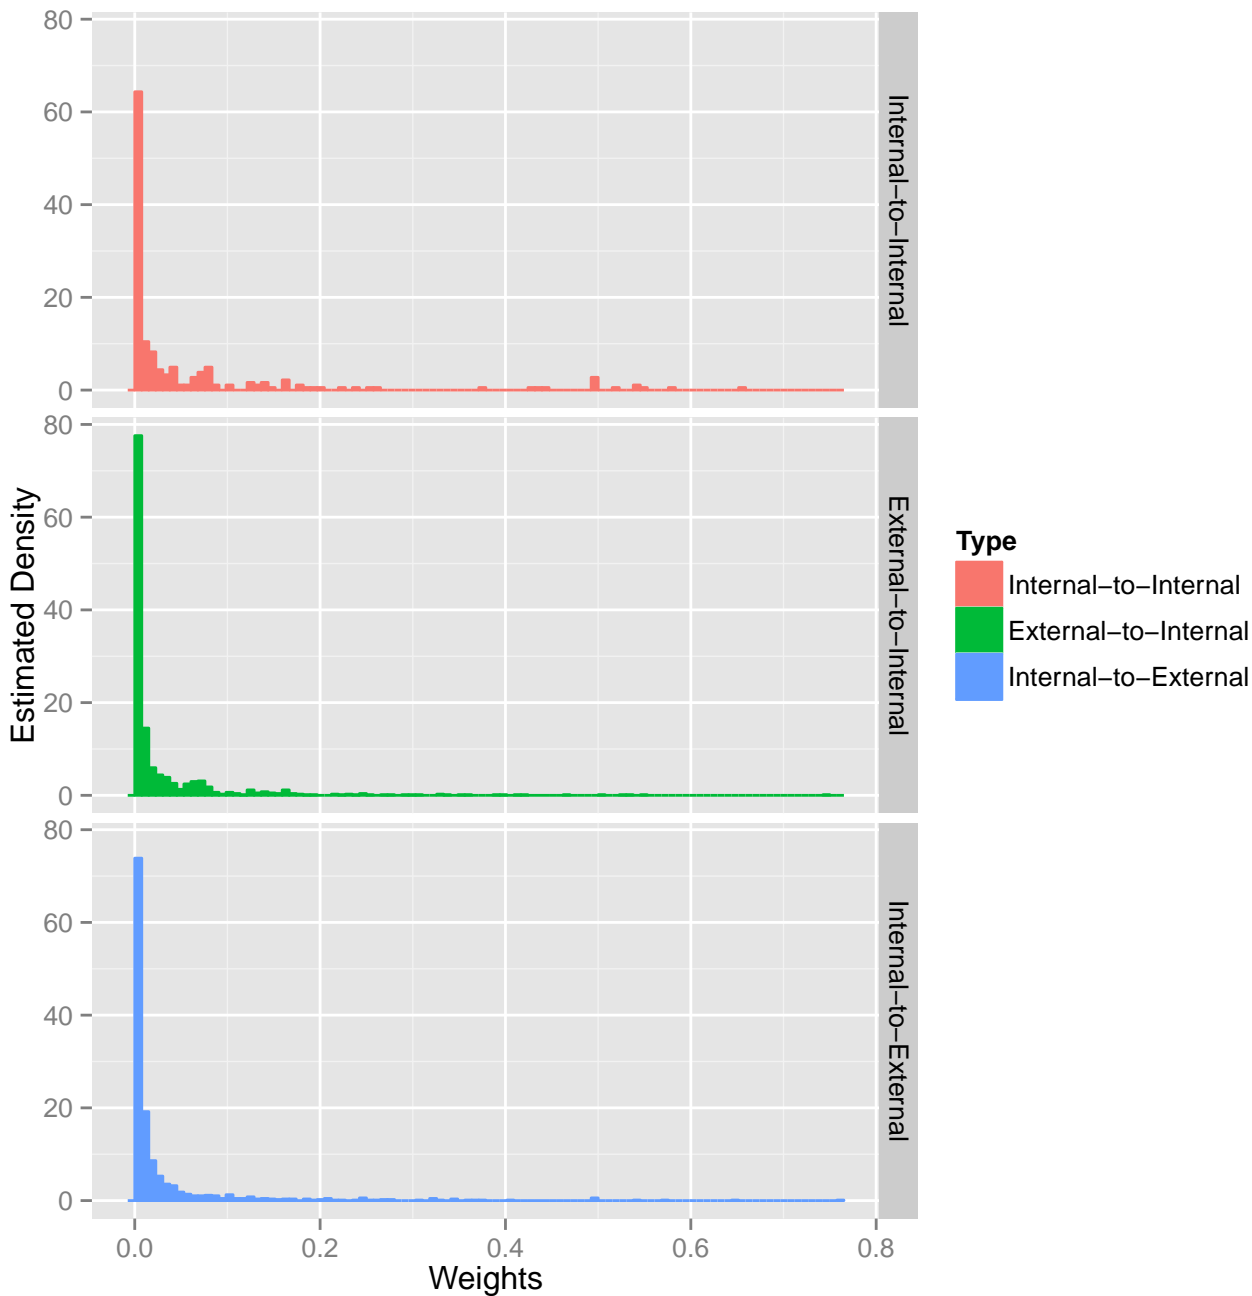 80
60
40
20
0
Internal−to−Internal
80
60
40
20
0
External−to−Internal
80
60
40
20
0
Internal−to−External
0.0 0.2 0.4 0.6 0.8
Weights
Estimated Density
Type
Internal−to−Internal
External−to−Internal
Internal−to−External